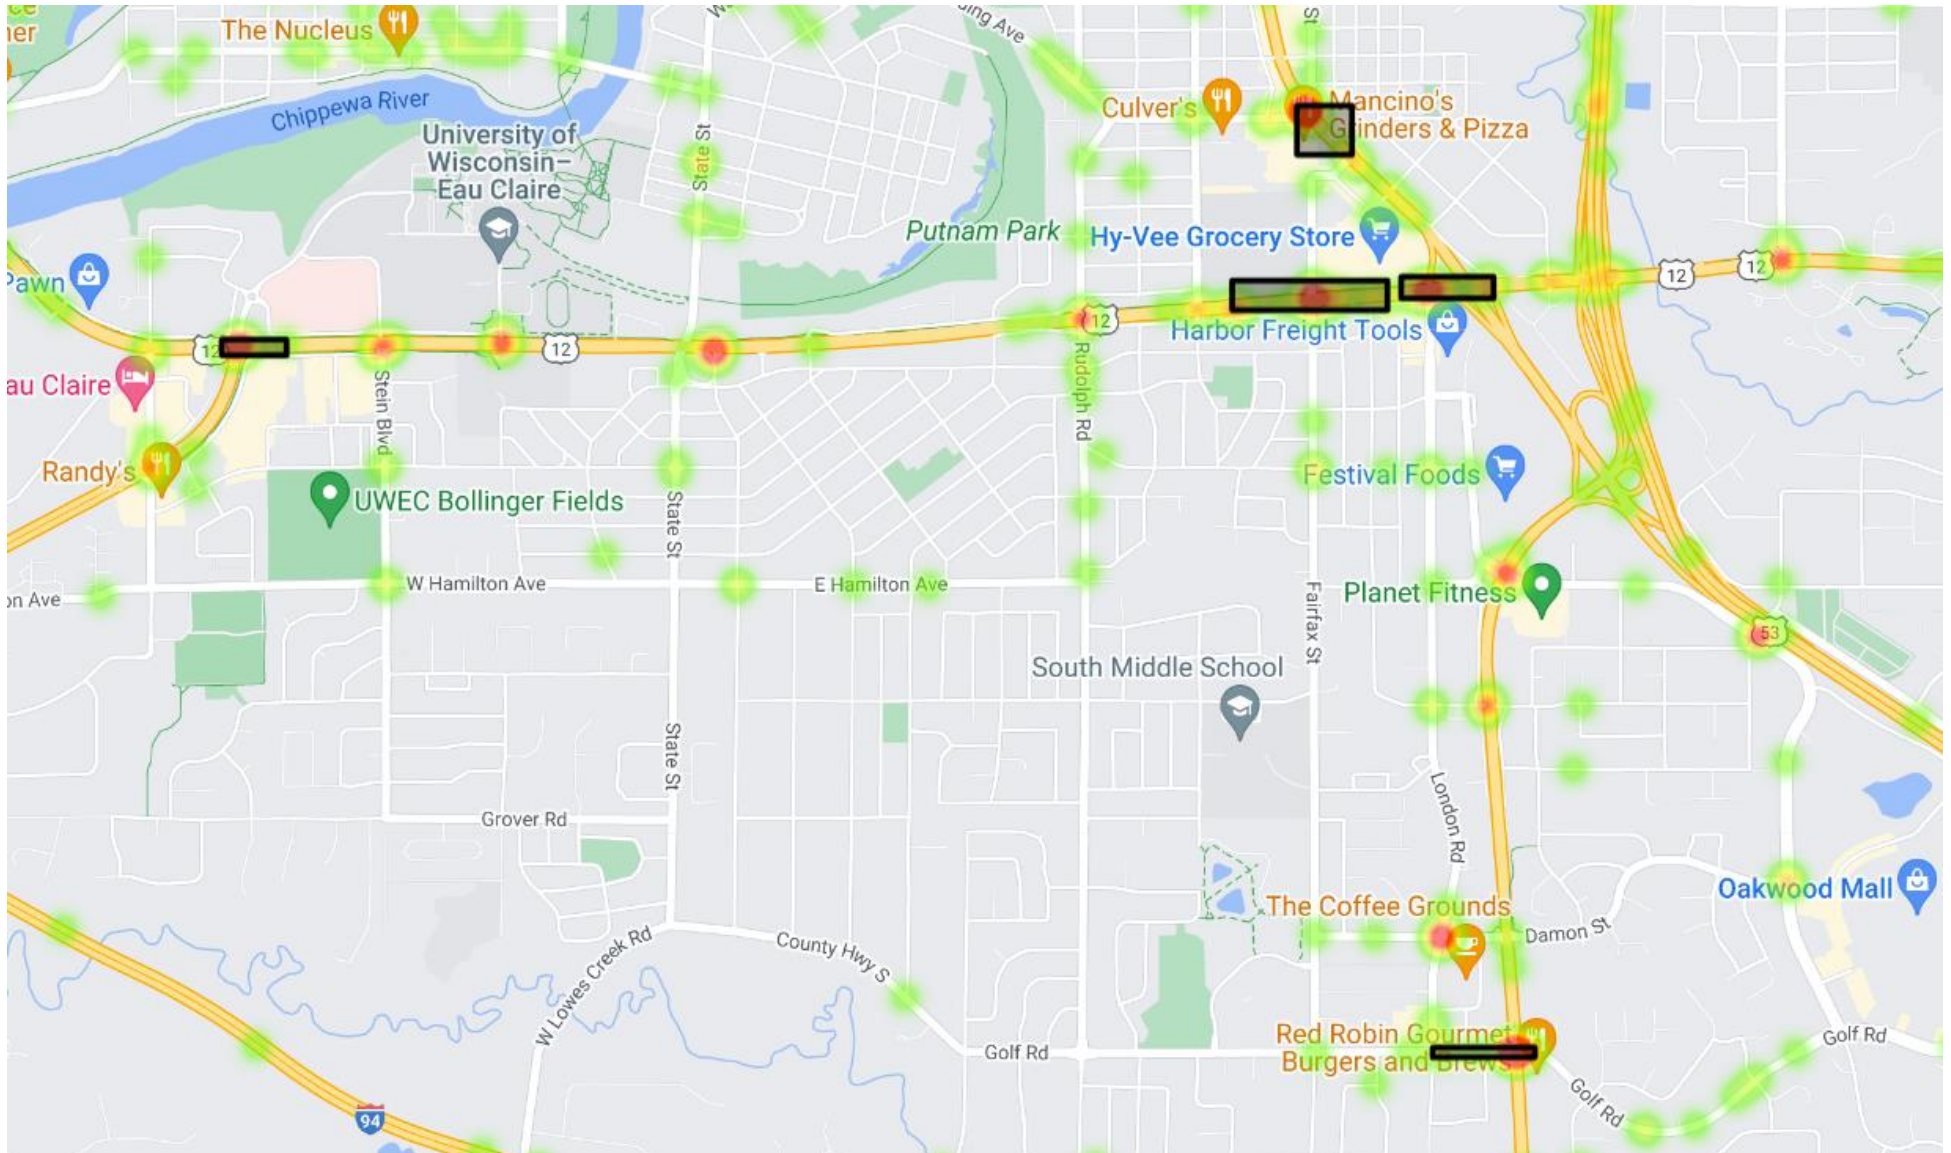 The Nucleus
Chippewa River
University of
Wisconsin–
Eau Claire
State St
Putnam Park
Culver's
St
Mancino's
Grinders & Pizza
Hy-Vee Grocery Store
12
12
Pawn
12
12
12
Harbor Freight Tools
au Claire
Stein Blvd
Rudolph Rd
Randy's
UWEC Bollinger Fields
State St
Festival Foods
on Ave
W Hamilton Ave
E Hamilton Ave
Fairfax St
Planet Fitness
53
South Middle School
State St
Grover Rd
London Rd
Oakwood Mall
The Coffee Grounds
Damon St
County Hwy S
W Lowes Creek Rd
Golf Rd
Red Robin Gourmet
Burgers and Brews
Golf Rd
Golf Rd
94